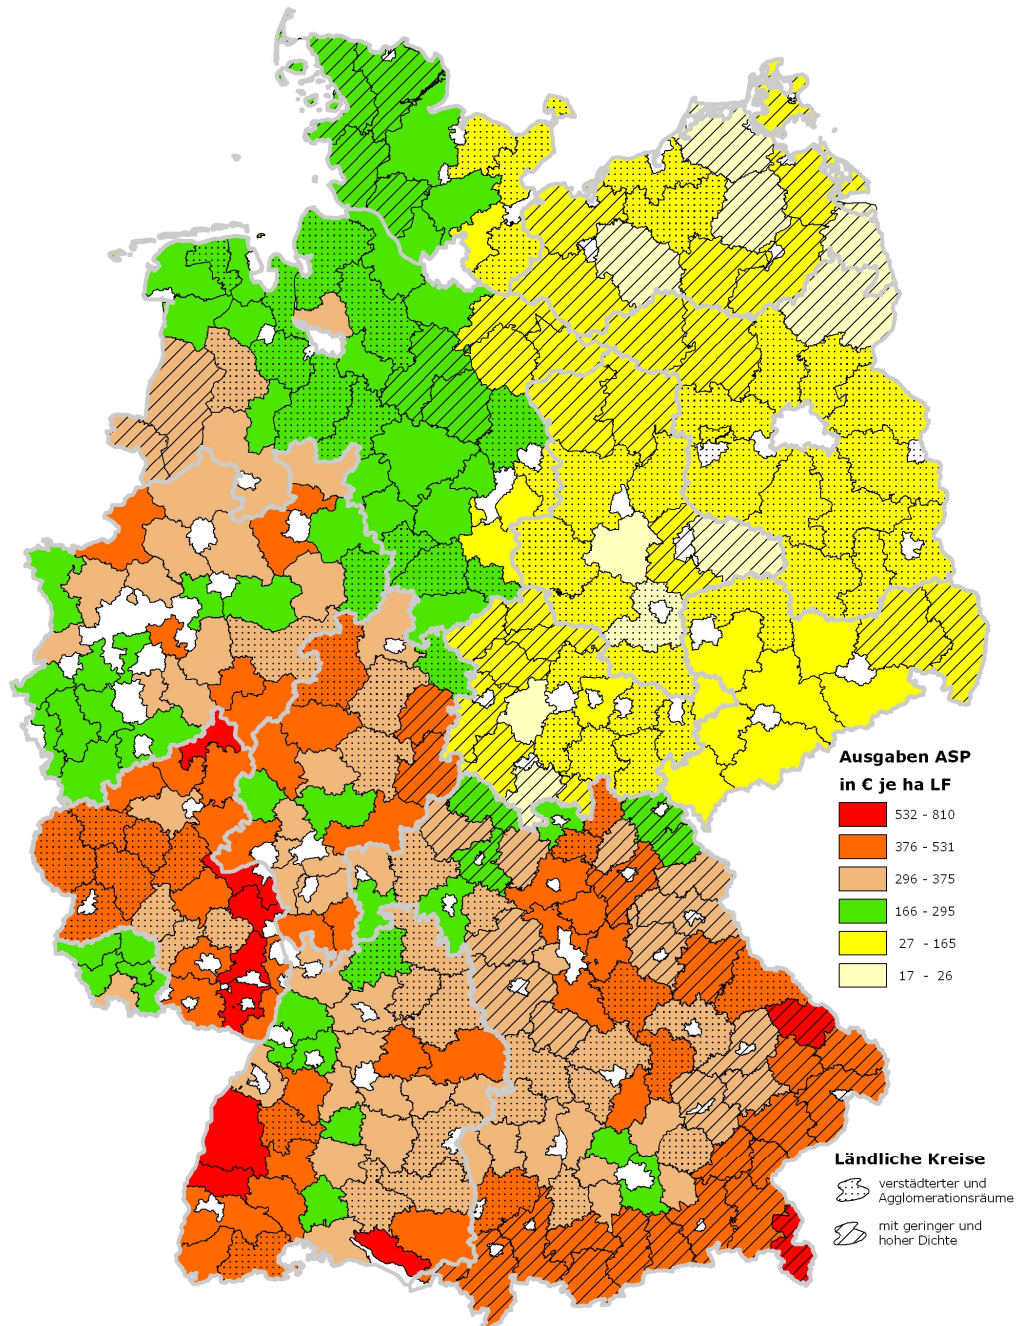 Ausgaben ASP
in € je ha LF
532 - 810
376 - 531
296 - 375
166 - 295
27 - 165
17 - 26
Ländliche Kreise
verstädterter und
Agglomerationsräume
mit geringer und
hoher Dichte